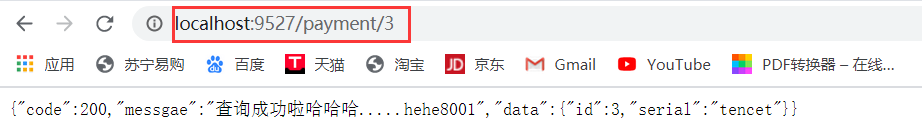 localhost:9527/payment/3
应用 苏宁易购 百度 天猫 淘宝 京东 Gmail YouTube PDF转换器 – 在线...
{"code":200,"messgae":"查询成功啦哈哈哈.....hehe8001","data":{"id":3,"serial":"tencet"}}